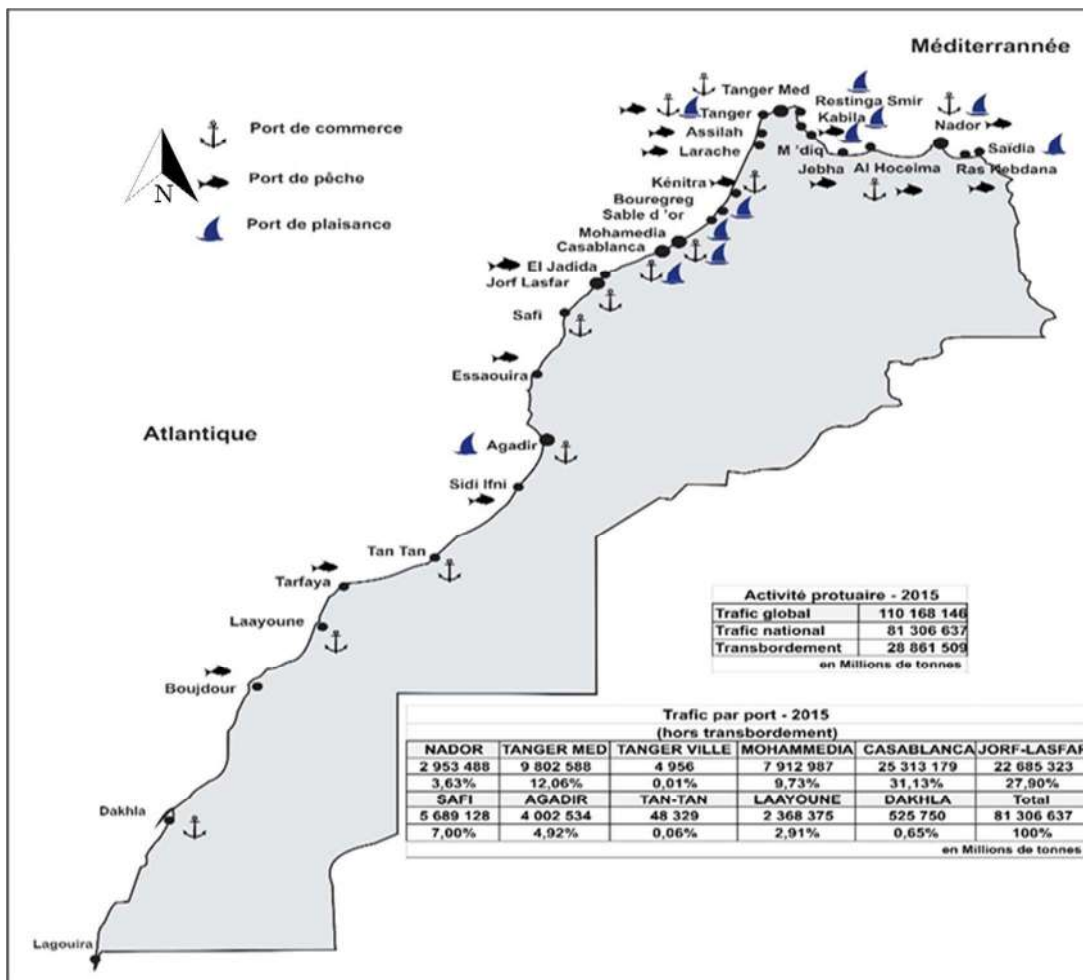 Méditerrannée
Port de commerce
Port de pêche
Port de plaisance
N
Tanger Med
Restinga Smir
Tanger
Kabila
Nador
Assilah
Larache
M 'diq
Saïdia
Jebha
Al Hoceima
Ras Kebdana
Kénitra
Bouregreg
Sable d 'or
Mohamedia
Casablanca
El Jadida
Jorf Lasfar
Safi
Essaouira
Atlantique
Agadir
Sidi Ifni
Tan Tan
Tarfaya
Laayoune
Boujdour
Dakhla
Lagouira
Activité protuaire - 2015
Trafic global 110 168 146
Trafic national 81 306 637
Transbordement 28 861 509
en Millions de tonnes
Trafic par port - 2015
(hors transbordement)
NADOR TANGER MED TANGER VILLE MOHAMMEDIA CASABLANCA JORF-LASFAR
2 953 488 9 802 588 4 956 7 912 987 25 313 179 22 685 323
3,63% 12,06% 0,01% 9,73% 31,13% 27,90%
SAFI AGADIR TAN-TAN LAAYOUNE DAKHLA Total
5 689 128 4 002 534 48 329 2 368 375 525 750 81 306 637
7,00% 4,92% 0,06% 2,91% 0,65% 100%
en Millions de tonnes